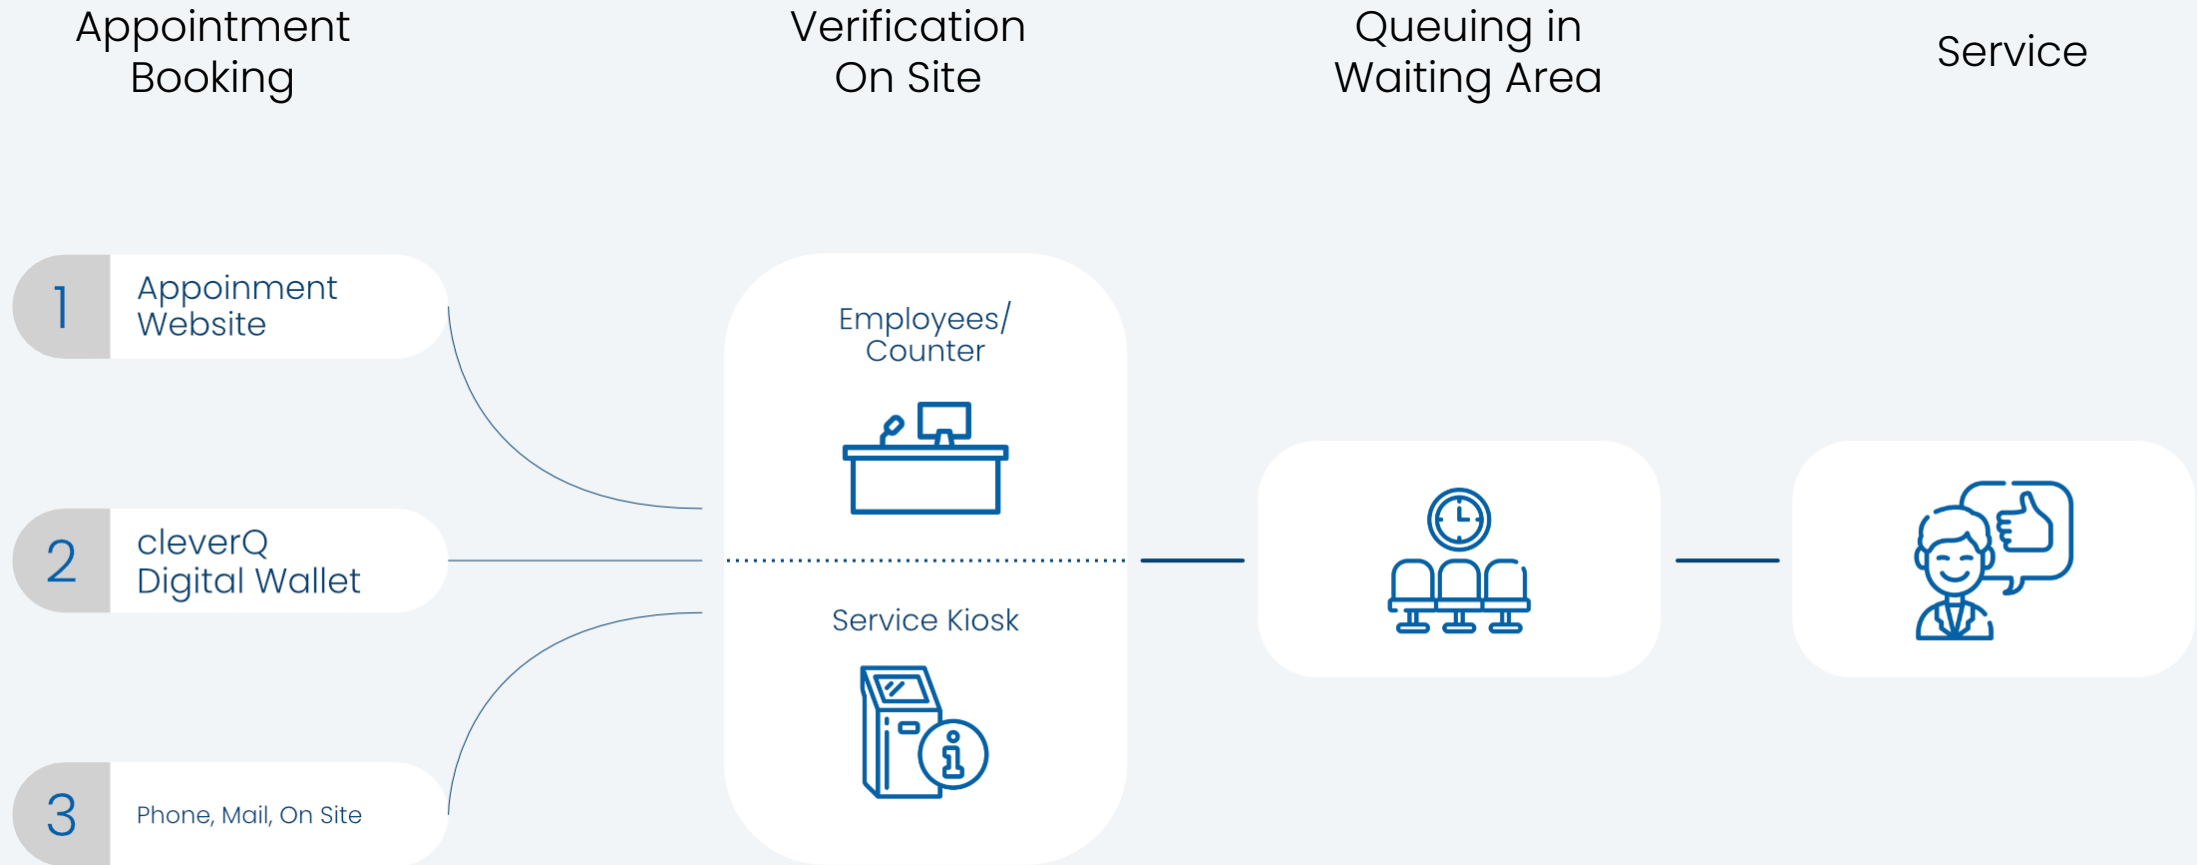 Appointment
Booking
Verification
On Site
Queuing in
Waiting Area
Service
1
Appoinment
Website
2
cleverQ
Digital Wallet
3
Phone, Mail, On Site
Employees/
Counter
Service Kiosk
i